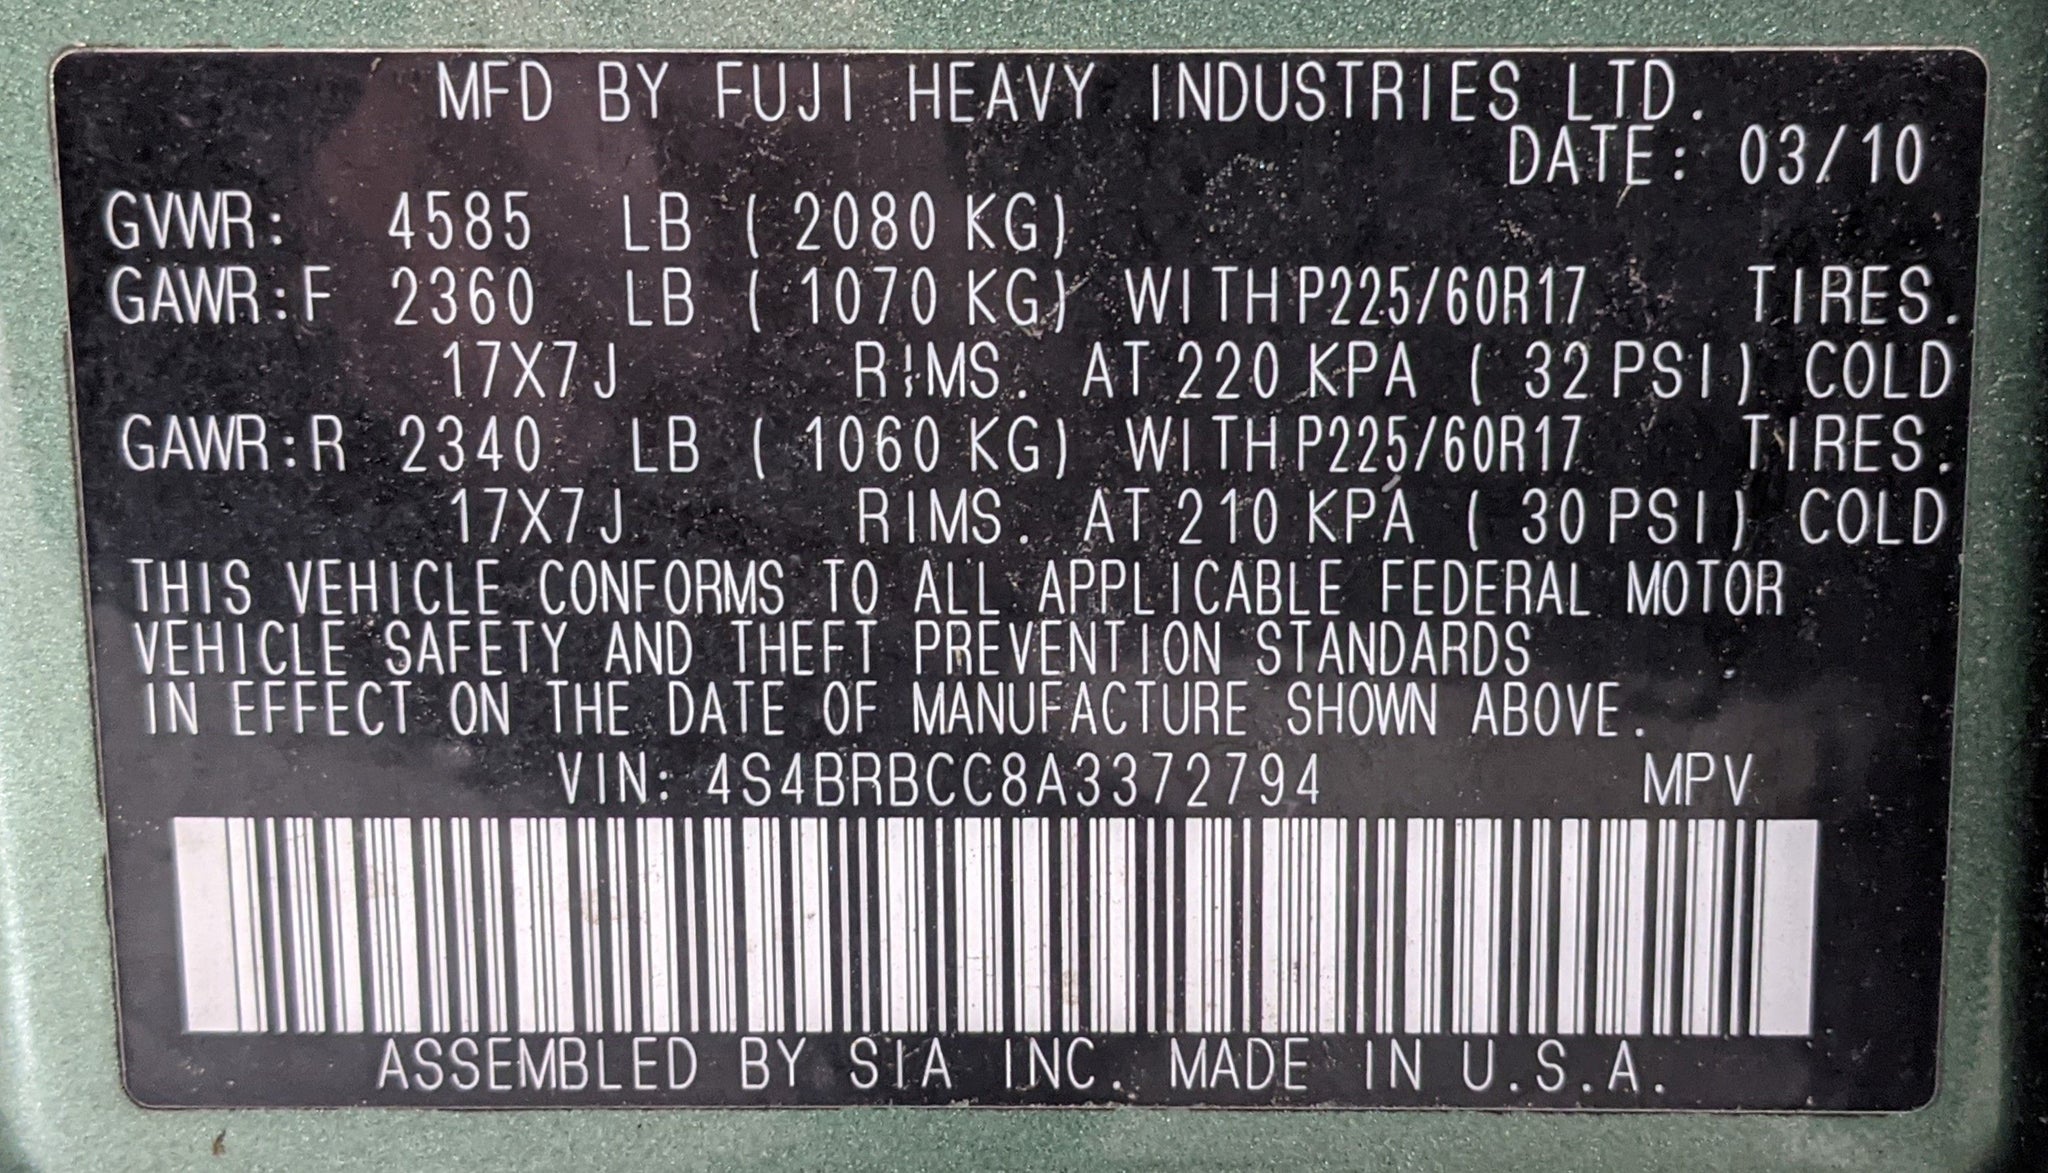 MFD BY FUJI HEAVY INDUSTRIES LTD.
DATE: 03/10
GVWR: 4585 LB ( 2080 KG)
GAWR:F 2360 LB ( 1070 KG) WITH P225/60R17 TIRES.
17X7J RIMS. AT 220 KPA ( 32 PSI) COLD
GAWR:R 2340 LB ( 1060 KG) WITH P225/60R17 TIRES.
17X7J RIMS. AT 210 KPA ( 30 PSI) COLD
THIS VEHICLE CONFORMS TO ALL APPLICABLE FEDERAL MOTOR
VEHICLE SAFETY AND THEFT PREVENTION STANDARDS
IN EFFECT ON THE DATE OF MANUFACTURE SHOWN ABOVE.
VIN: 4S4BRBCC8A3372794 MPV
ASSEMBLED BY SIA INC. MADE IN U.S.A.